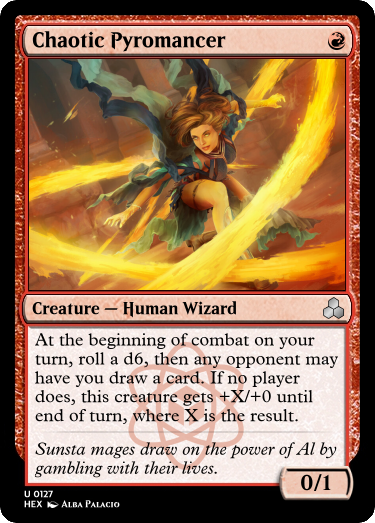 Chaotic Pyromancer
Creature — Human Wizard
At the beginning of combat on your
turn, roll a d6, then any opponent may
have you draw a card. If no player
does, this creature gets +X/+0 until
end of turn, where X is the result.
Sunsta mages draw on the power of Al by
gambling with their lives.
0/1
U 0127
HEX Alba Palacio